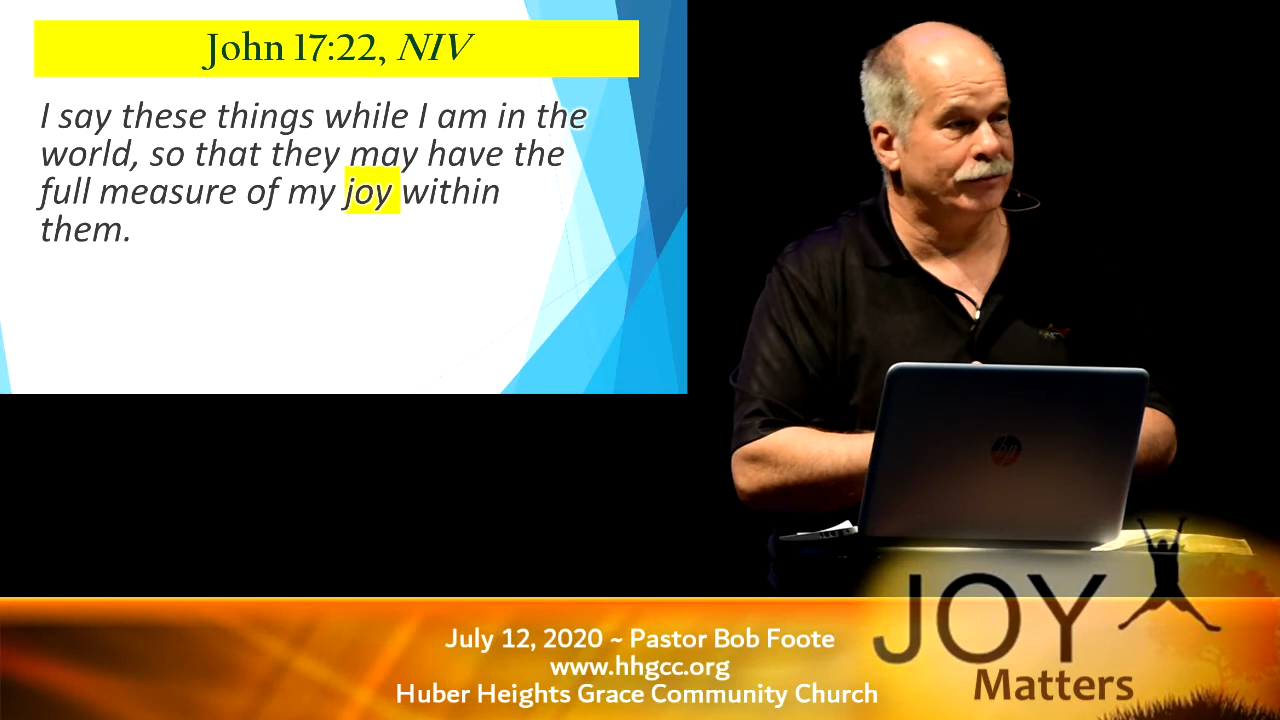 John 17:22, NIV
I say these things while I am in the
world, so that they may have the
full measure of my joy within
them.
hp
JOY
Matters
July 12, 2020 ~ Pastor Bob Foote
www.hhgcc.org
Huber Heights Grace Community Church